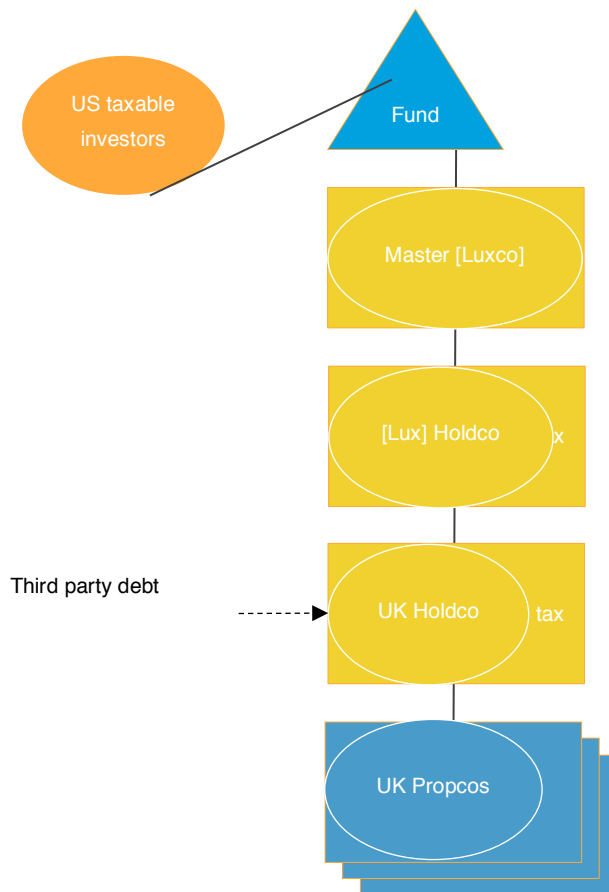 US taxable
investors
Fund
Master [Luxco]
[Lux] Holdco x
Third party debt
UK Holdco tax
UK Propcos